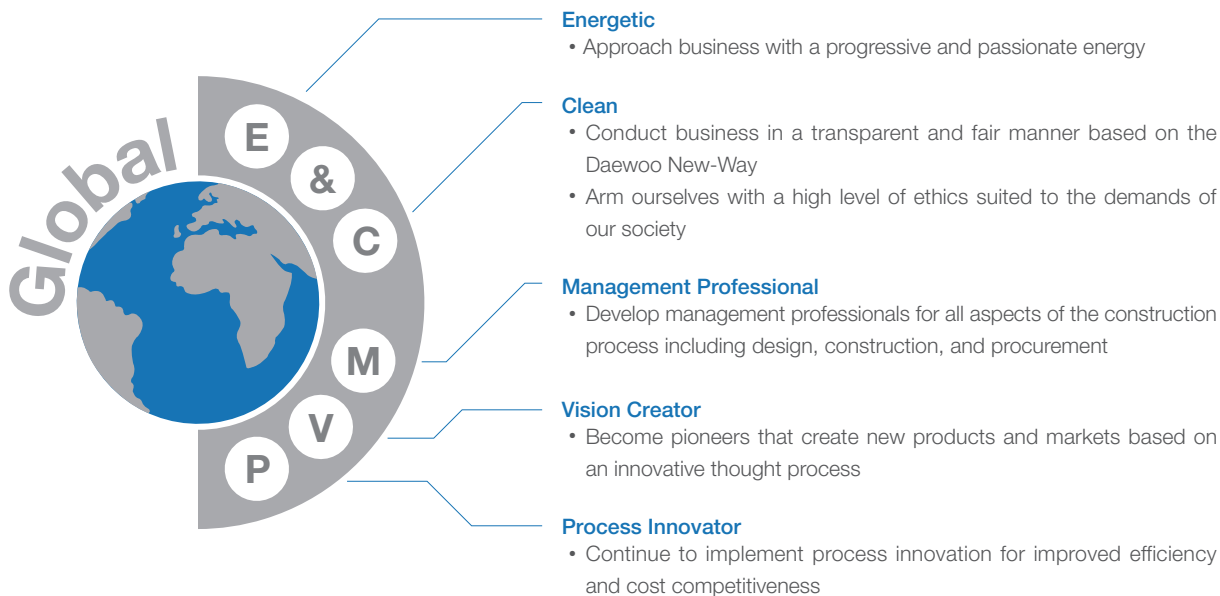 Global
E
&
C
M
V
P
Energetic
• Approach business with a progressive and passionate energy
Clean
• Conduct business in a transparent and fair manner based on the
Daewoo New-Way
• Arm ourselves with a high level of ethics suited to the demands of
our society
Management Professional
• Develop management professionals for all aspects of the construction
process including design, construction, and procurement
Vision Creator
• Become pioneers that create new products and markets based on
an innovative thought process
Process Innovator
• Continue to implement process innovation for improved efficiency
and cost competitiveness